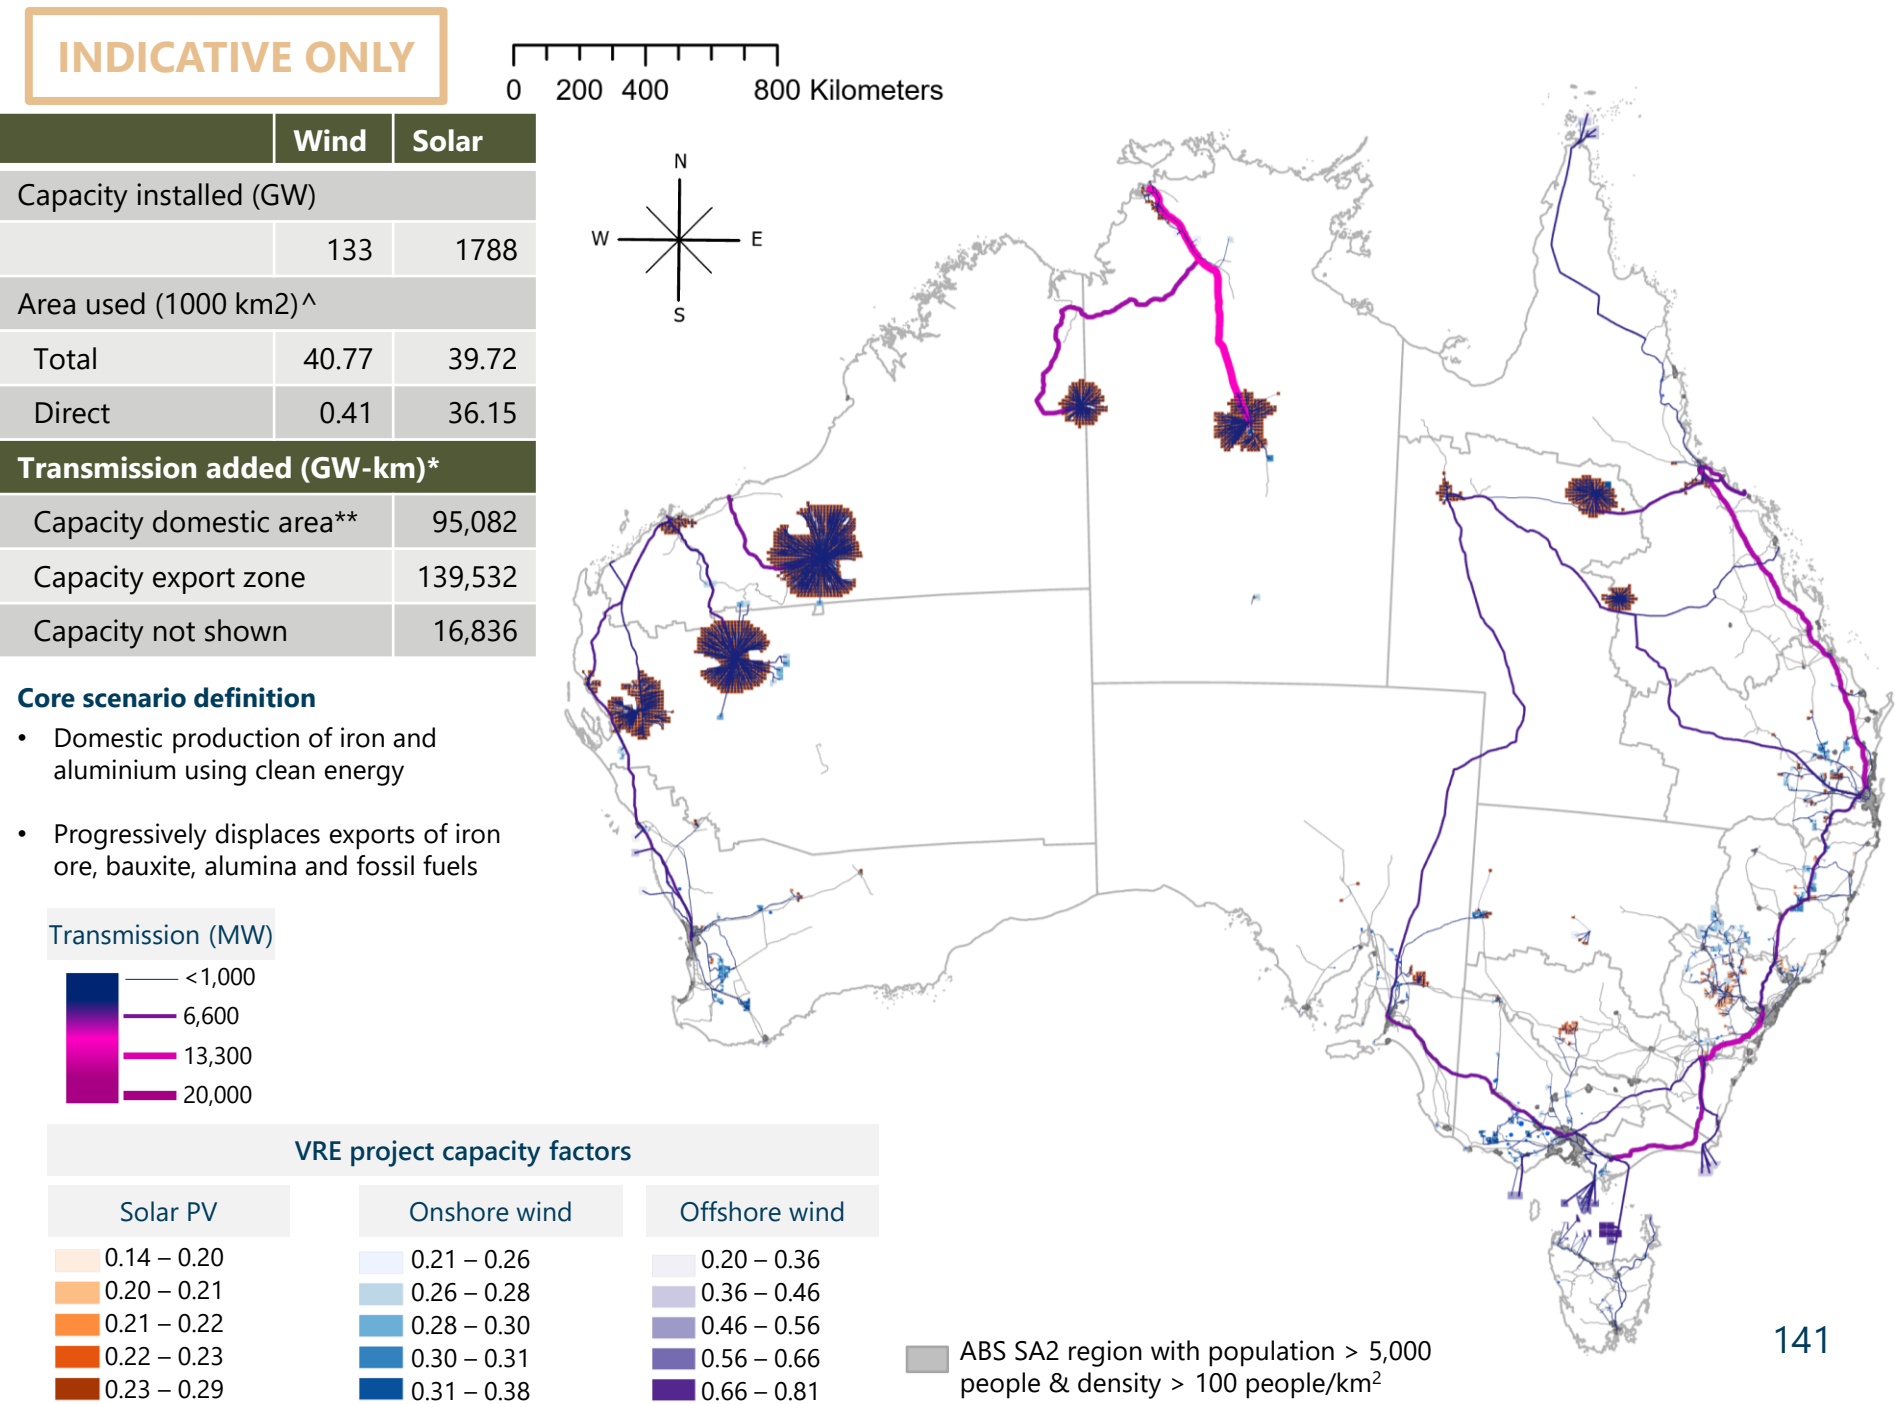 INDICATIVE ONLY
0 200 400 800 Kilometers
N
W E
S
Wind Solar
Capacity installed (GW)
133 1788
Area used (1000 km2)^
Total 40.77 39.72
Direct 0.41 36.15
Transmission added (GW-km)*
Capacity domestic area** 95,082
Capacity export zone 139,532
Capacity not shown 16,836
Core scenario definition
• Domestic production of iron and
aluminium using clean energy
• Progressively displaces exports of iron
ore, bauxite, alumina and fossil fuels
Transmission (MW)
<1,000
6,600
13,300
20,000
VRE project capacity factors
Solar PV
0.14 – 0.20
0.20 – 0.21
0.21 – 0.22
0.22 – 0.23
0.23 – 0.29
Onshore wind
0.21 – 0.26
0.26 – 0.28
0.28 – 0.30
0.30 – 0.31
0.31 – 0.38
Offshore wind
0.20 – 0.36
0.36 – 0.46
0.46 – 0.56
0.56 – 0.66
0.66 – 0.81
ABS SA2 region with population > 5,000
people & density > 100 people/km²
141